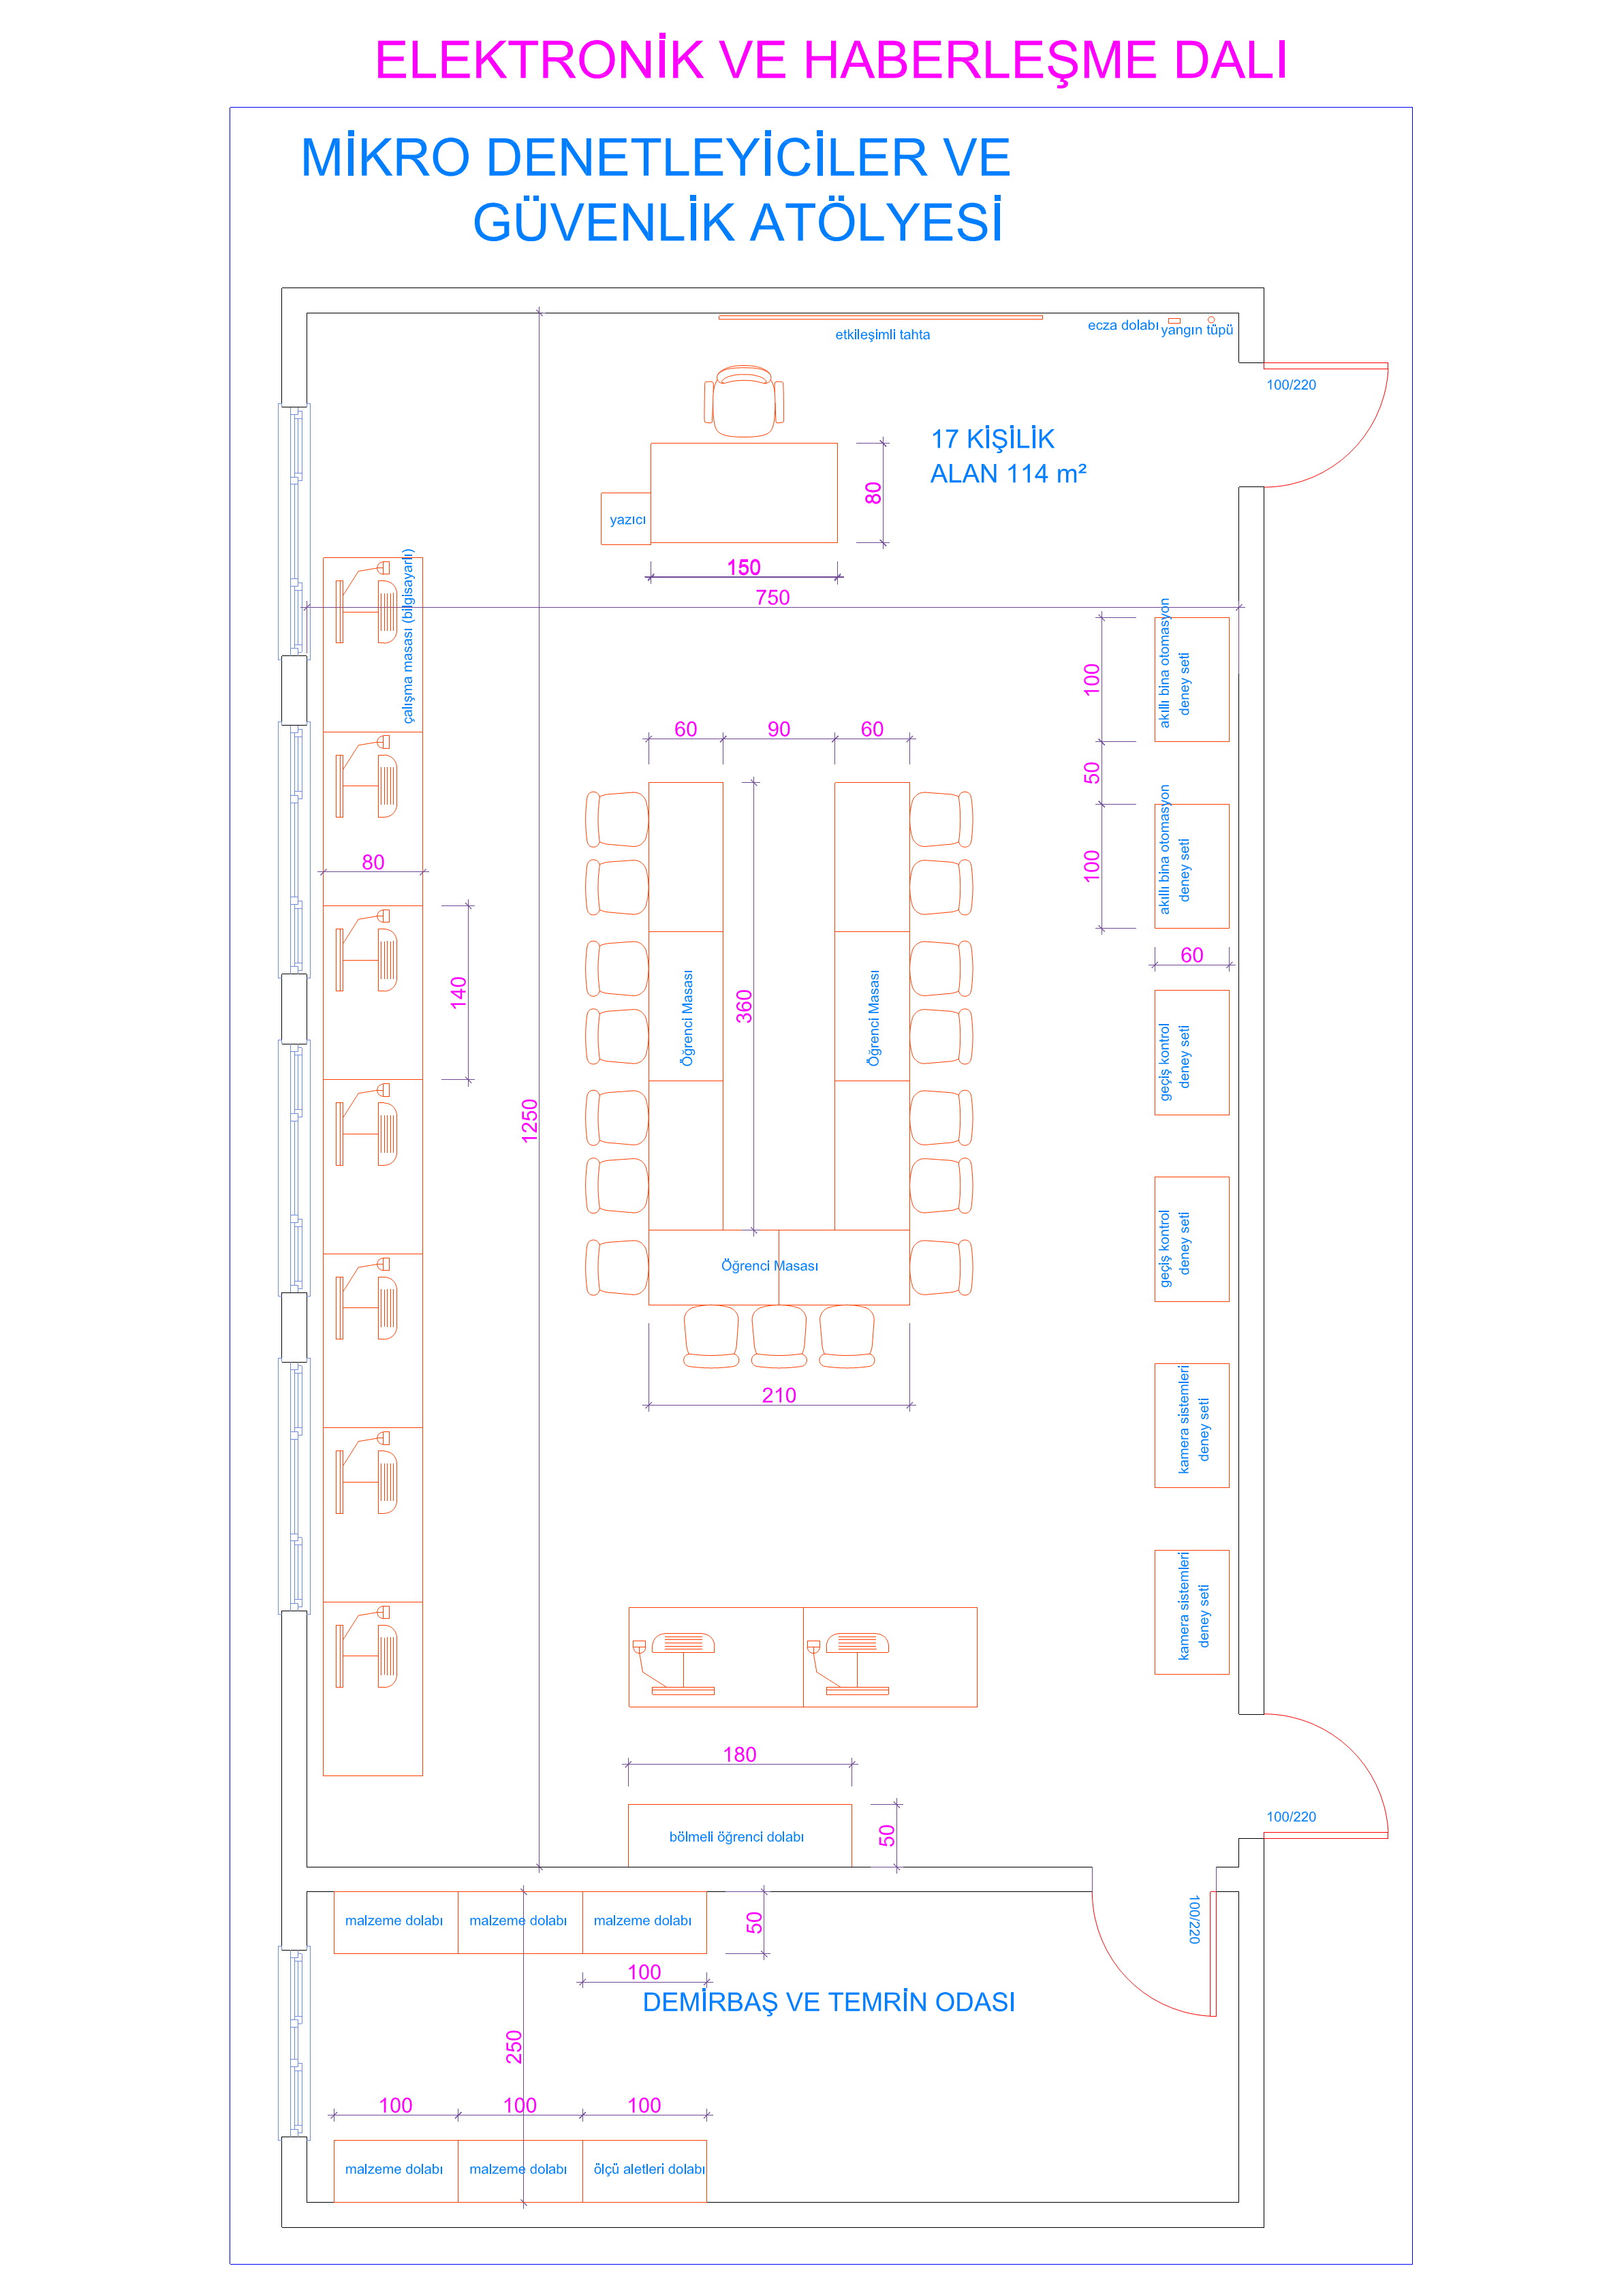 ELEKTRONİK VE HABERLEŞME DALI
MİKRO DENETLEYİCİLER VE
GÜVENLİK ATÖLYESİ
etkileşimli tahta
ecza dolabı
yangın tüpü
100/220
17 KİŞİLİK
ALAN 114 m²
80
yazıcı
150
750
çalışma masası (bilgisayarlı)
akıllı bina otomasyon
deney seti
100
60
90
60
50
akıllı bina otomasyon
deney seti
100
80
140
360
Öğrenci Masası
Öğrenci Masası
60
geçiş kontrol
deney seti
1250
geçiş kontrol
deney seti
Öğrenci Masası
210
kamera sistemleri
deney seti
kamera sistemleri
deney seti
180
bölmeli öğrenci dolabı
50
100/220
malzeme dolabı
malzeme dolabı
malzeme dolabı
50
100/220
100
DEMİRBAŞ VE TEMRİN ODASI
250
100
100
100
malzeme dolabı
malzeme dolabı
ölçü aletleri dolabı